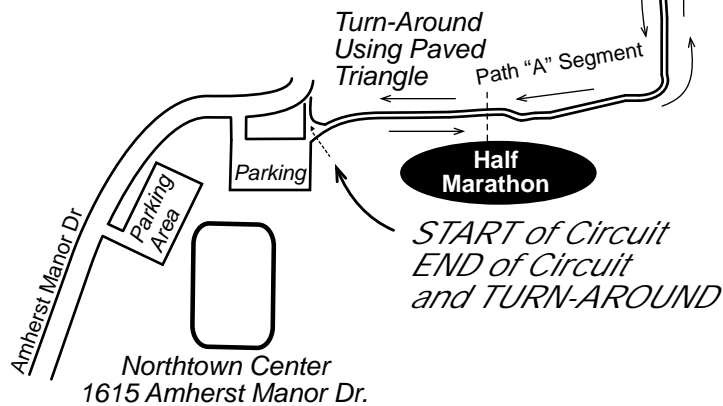 Turn-Around
Using Paved
Triangle
Path “A” Segment
Half
Marathon
Parking
Parking
Area
Amherst Manor Dr
START of Circuit
END of Circuit
and TURN-AROUND
Northtown Center
1615 Amherst Manor Dr.